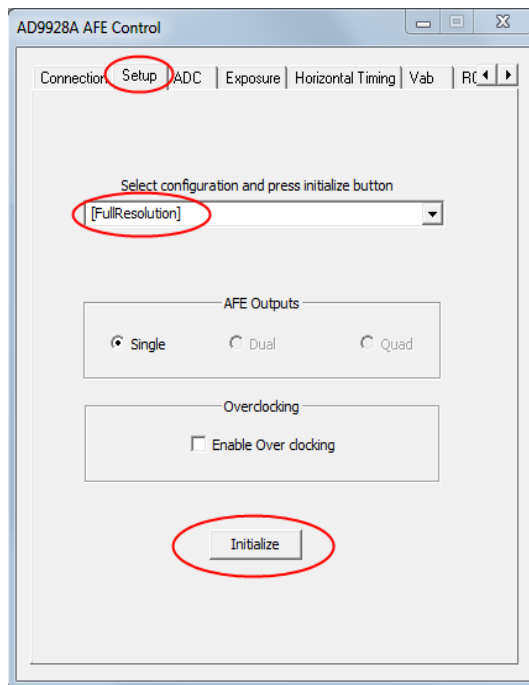 AD9928A AFE Control
Connection Setup ADC Exposure Horizontal Timing Vab
Select configuration and press initialize button
[FullResolution]
AFE Outputs
Single Dual Quad
Overclocking
Enable Over clocking
Initialize